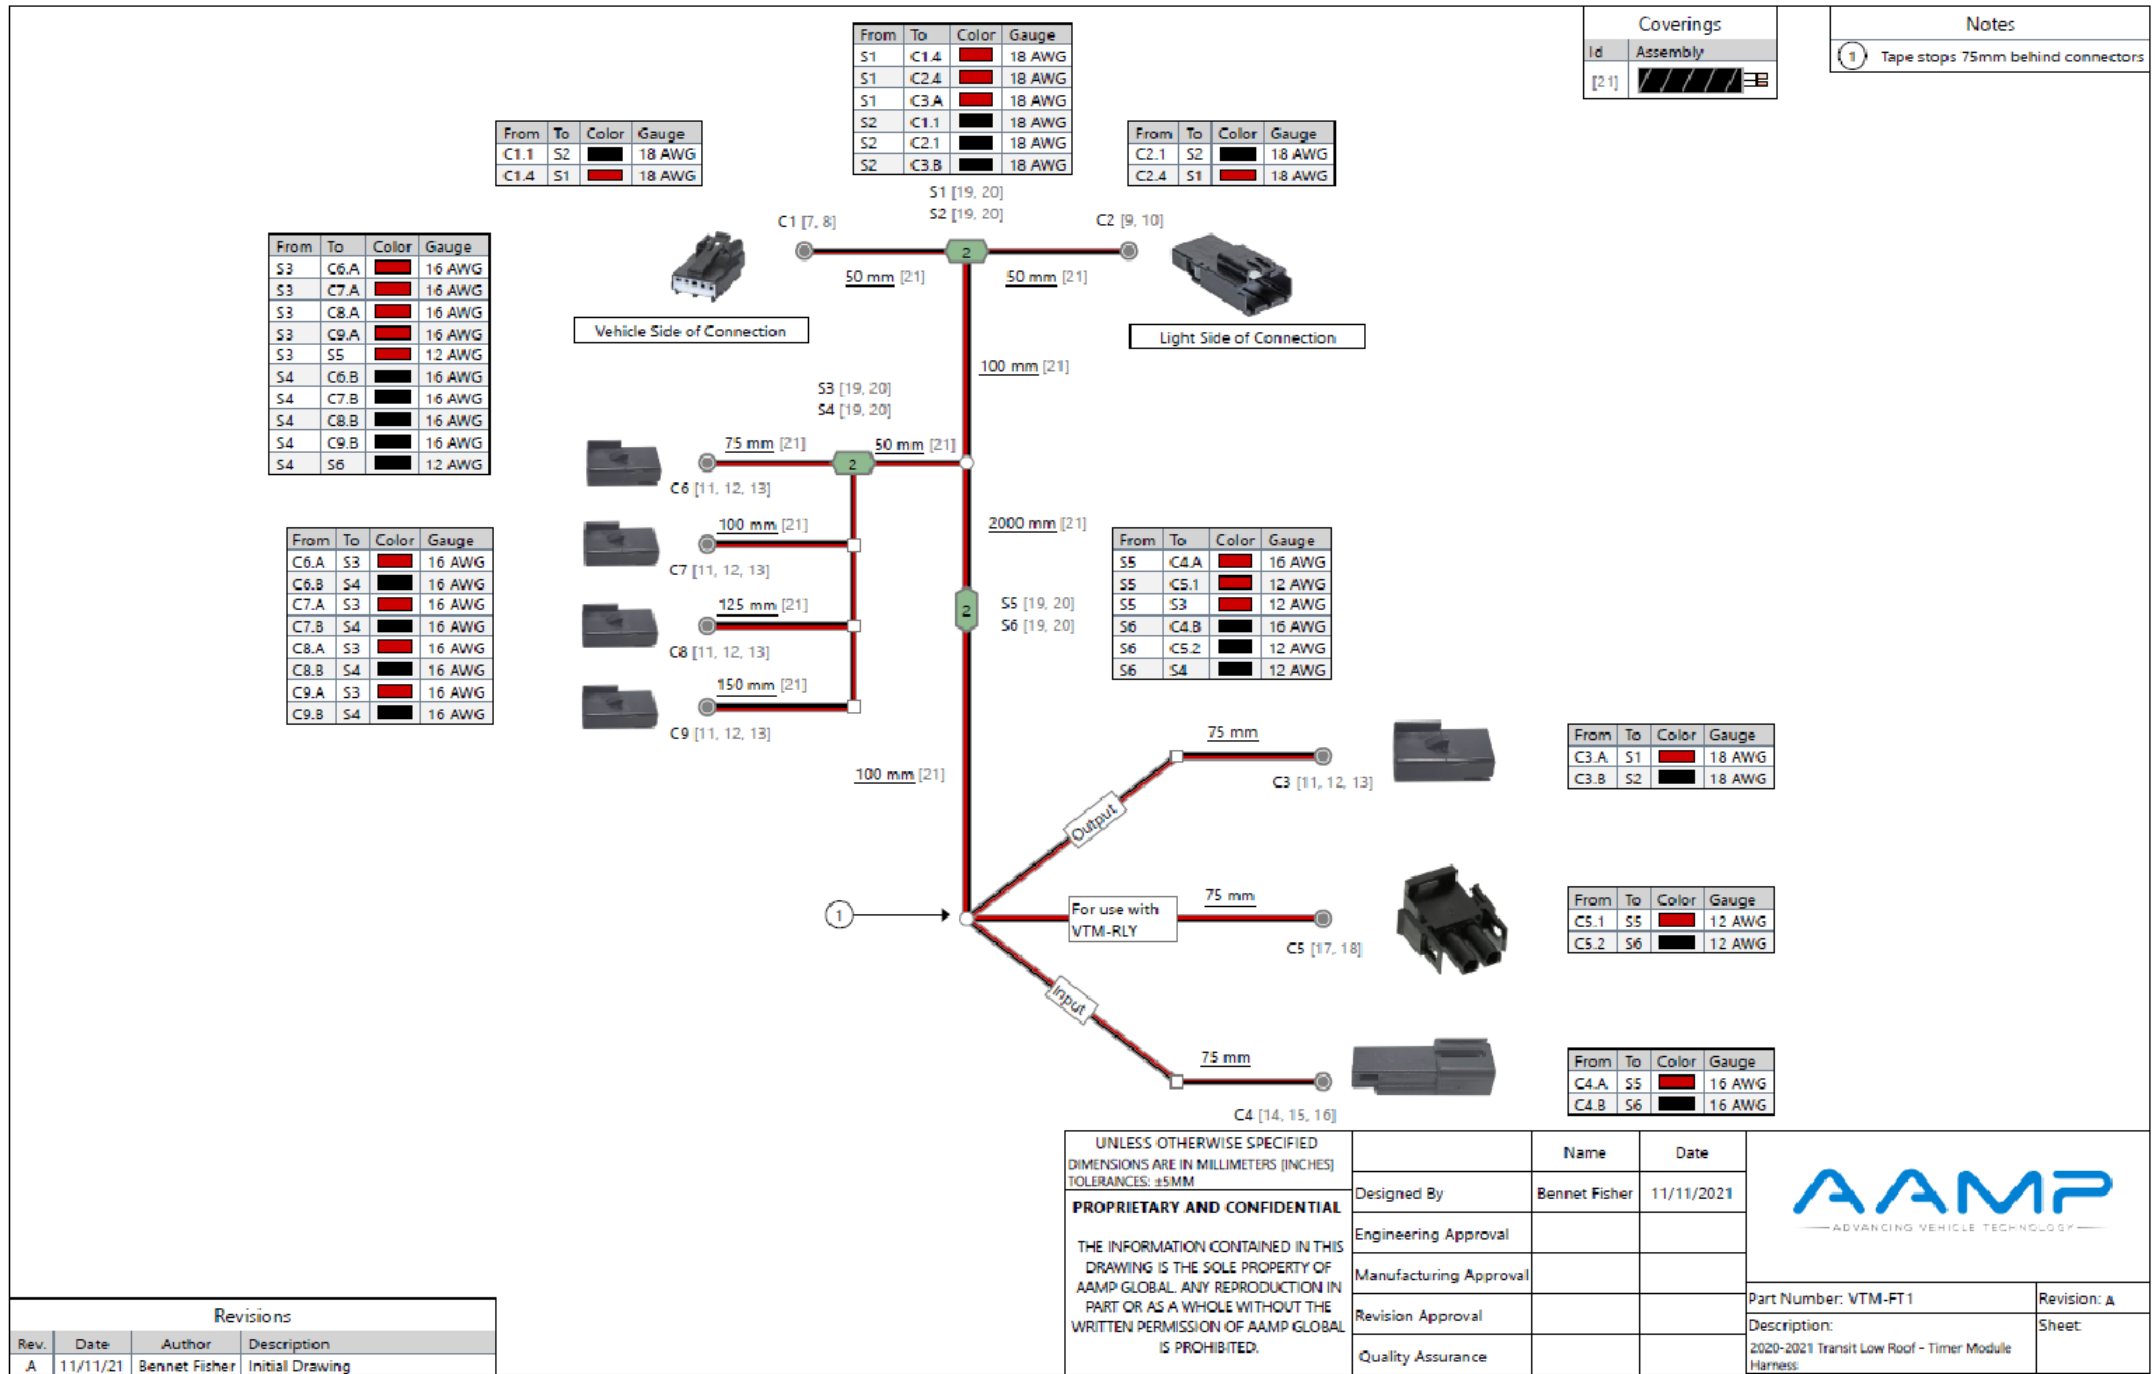 From To Color Gauge
S1 C1.4 18 AWG
S1 C2.4 18 AWG
S1 C3.A 18 AWG
S2 C1.1 18 AWG
S2 C2.1 18 AWG
S2 C3.B 18 AWG
Coverings
Id Assembly
[21]
Notes
1 Tape stops 75mm behind connectors
From To Color Gauge
C1.1 S2 18 AWG
C1.4 S1 18 AWG
From To Color Gauge
C2.1 S2 18 AWG
C2.4 S1 18 AWG
S1 [19, 20]
S2 [19, 20]
C1 [7, 8]
C2 [9, 10]
2
50 mm [21]
50 mm [21]
Vehicle Side of Connection
Light Side of Connection
From To Color Gauge
S3 C6.A 16 AWG
S3 C7.A 16 AWG
S3 C8.A 16 AWG
S3 C9.A 16 AWG
S3 S5 12 AWG
S4 C6.B 16 AWG
S4 C7.B 16 AWG
S4 C8.B 16 AWG
S4 C9.B 16 AWG
S4 S6 12 AWG
100 mm [21]
S3 [19, 20]
S4 [19, 20]
75 mm [21]
50 mm [21]
2
C6 [11, 12, 13]
100 mm [21]
C7 [11, 12, 13]
125 mm [21]
C8 [11, 12, 13]
150 mm [21]
C9 [11, 12, 13]
From To Color Gauge
C6.A S3 16 AWG
C6.B S4 16 AWG
C7.A S3 16 AWG
C7.B S4 16 AWG
C8.A S3 16 AWG
C8.B S4 16 AWG
C9.A S3 16 AWG
C9.B S4 16 AWG
2000 mm [21]
2
S5 [19, 20]
S6 [19, 20]
From To Color Gauge
S5 C4.A 16 AWG
S5 C5.1 12 AWG
S5 S3 12 AWG
S6 C4.B 16 AWG
S6 C5.2 12 AWG
S6 S4 12 AWG
100 mm [21]
75 mm
C3 [11, 12, 13]
Output
From To Color Gauge
C3.A S1 18 AWG
C3.B S2 18 AWG
1
For use with
VTM-RLY
75 mm
C5 [17, 18]
From To Color Gauge
C5.1 S5 12 AWG
C5.2 S6 12 AWG
Input
75 mm
C4 [14, 15, 16]
From To Color Gauge
C4.A S5 16 AWG
C4.B S6 16 AWG
UNLESS OTHERWISE SPECIFIED
DIMENSIONS ARE IN MILLIMETERS [INCHES]
TOLERANCES: ±5MM
PROPRIETARY AND CONFIDENTIAL
THE INFORMATION CONTAINED IN THIS
DRAWING IS THE SOLE PROPERTY OF
AAMP GLOBAL. ANY REPRODUCTION IN
PART OR AS A WHOLE WITHOUT THE
WRITTEN PERMISSION OF AAMP GLOBAL
IS PROHIBITED.
Name Date
Designed By Bennet Fisher 11/11/2021
Engineering Approval
Manufacturing Approval
Revision Approval
Quality Assurance
AAMP
ADVANCING VEHICLE TECHNOLOGY
Part Number: VTM-FT1
Revision: A
Description:
2020-2021 Transit Low Roof - Timer Module
Harness
Sheet:
Revisions
Rev. Date Author Description
A 11/11/21 Bennet Fisher Initial Drawing